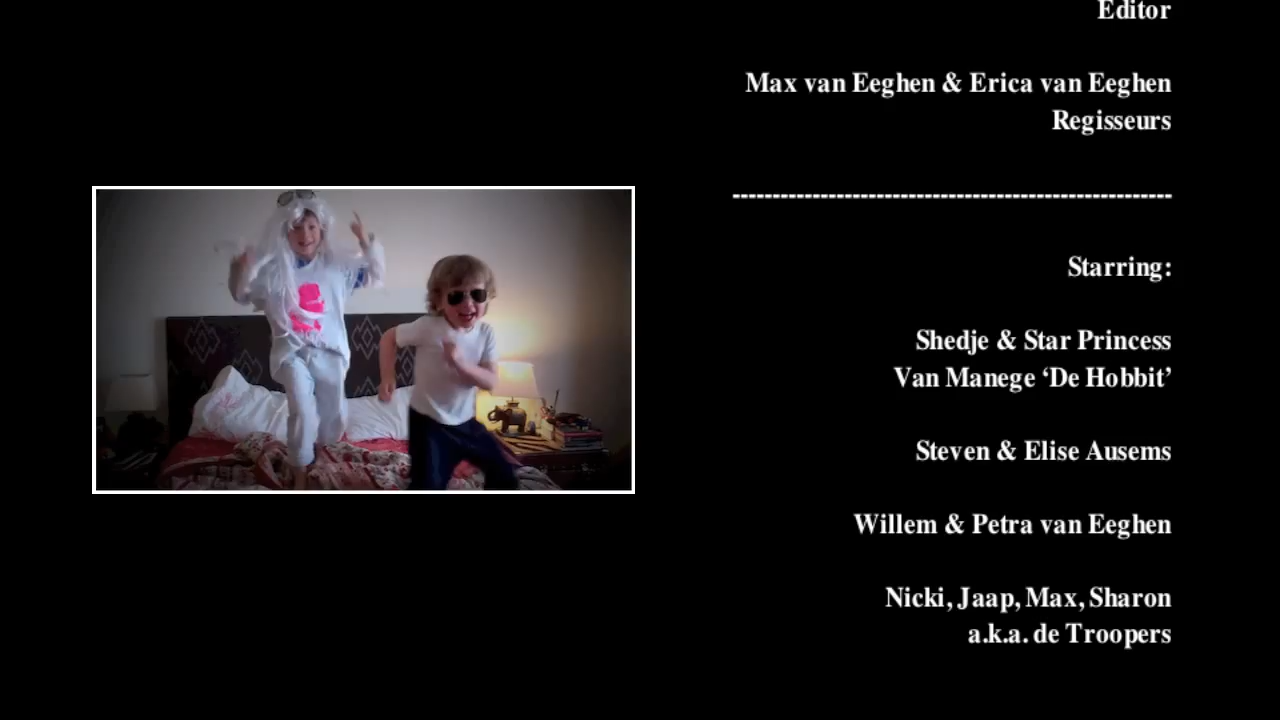 Editor
Max van Eeghen & Erica van Eeghen
Regisseurs
-------------------------------------------------------
Starring:
Shedje & Star Princess
Van Manege ‘De Hobbit’
Steven & Elise Ausems
Willem & Petra van Eeghen
Nicki, Jaap, Max, Sharon
a.k.a. de Troopers